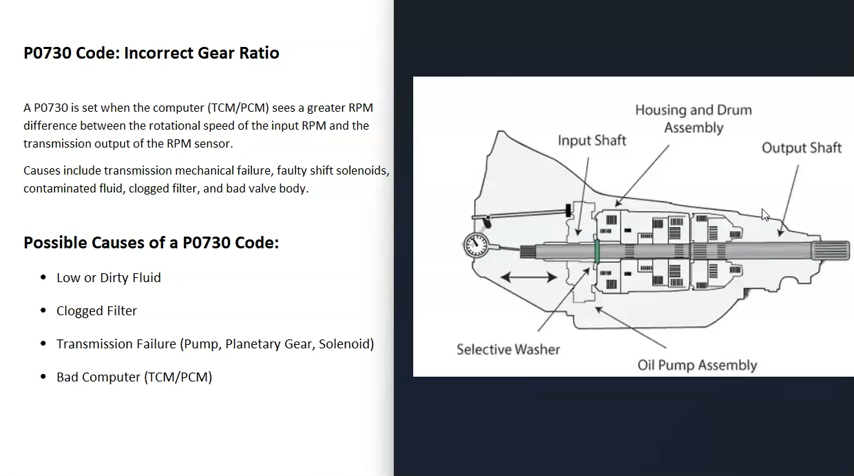 P0730 Code: Incorrect Gear Ratio
A P0730 is set when the computer (TCM/PCM) sees a greater RPM
difference between the rotational speed of the input RPM and the
transmission output of the RPM sensor.
Causes include transmission mechanical failure, faulty shift solenoids,
contaminated fluid, clogged filter, and bad valve body.
Possible Causes of a P0730 Code:
• Low or Dirty Fluid
• Clogged Filter
• Transmission Failure (Pump, Planetary Gear, Solenoid)
• Bad Computer (TCM/PCM)
Housing and Drum
Assembly
Input Shaft
Output Shaft
Selective Washer
Oil Pump Assembly